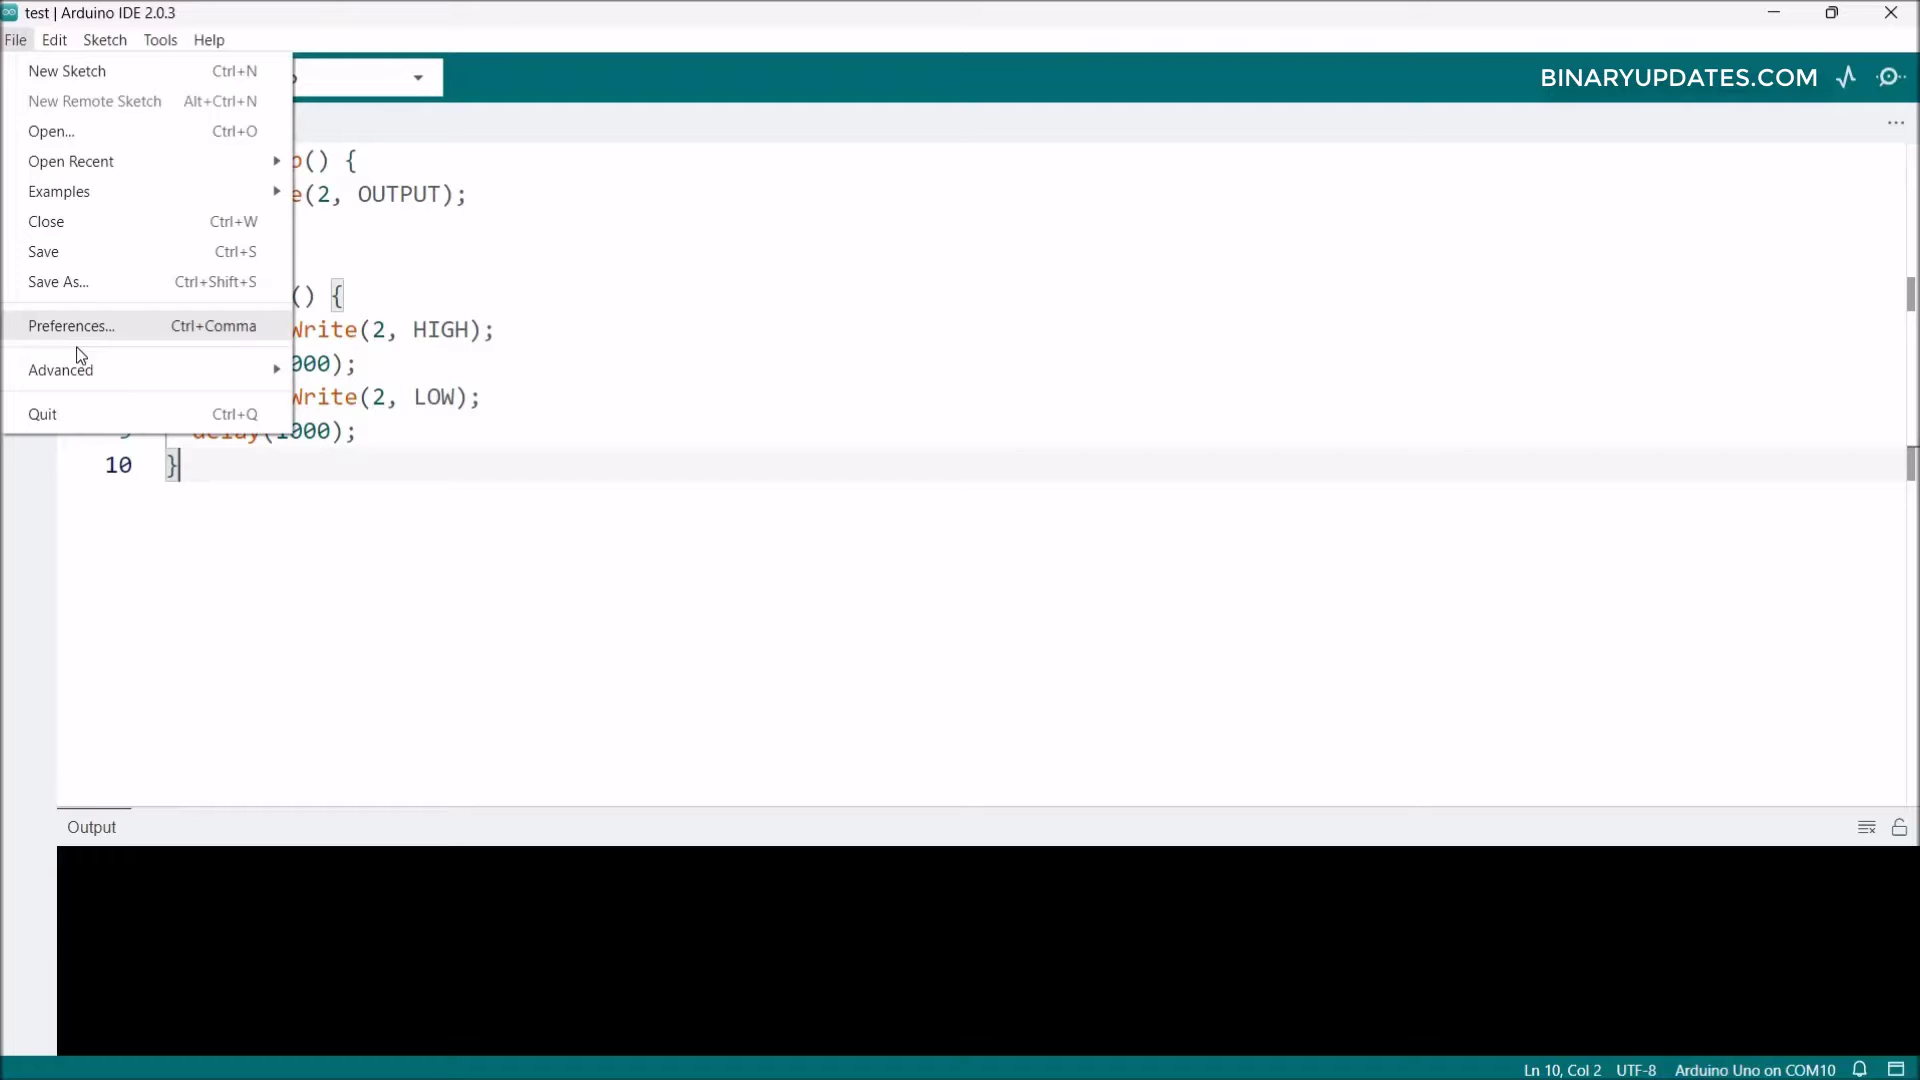 test | Arduino IDE 2.0.3
File Edit Sketch Tools Help
BINARYUPDATES.COM
New Sketch Ctrl+N
New Remote Sketch Alt+Ctrl+N
Open... Ctrl+O
Open Recent
Examples
Close Ctrl+W
Save Ctrl+S
Save As... Ctrl+Shift+S
Preferences... Ctrl+Comma
Advanced
Quit Ctrl+Q
() {
(2, OUTPUT);
() {
Write(2, HIGH);
000);
Write(2, LOW);
delay(1000);
10 }
Output
Ln 10, Col 2 UTF-8 Arduino Uno on COM10